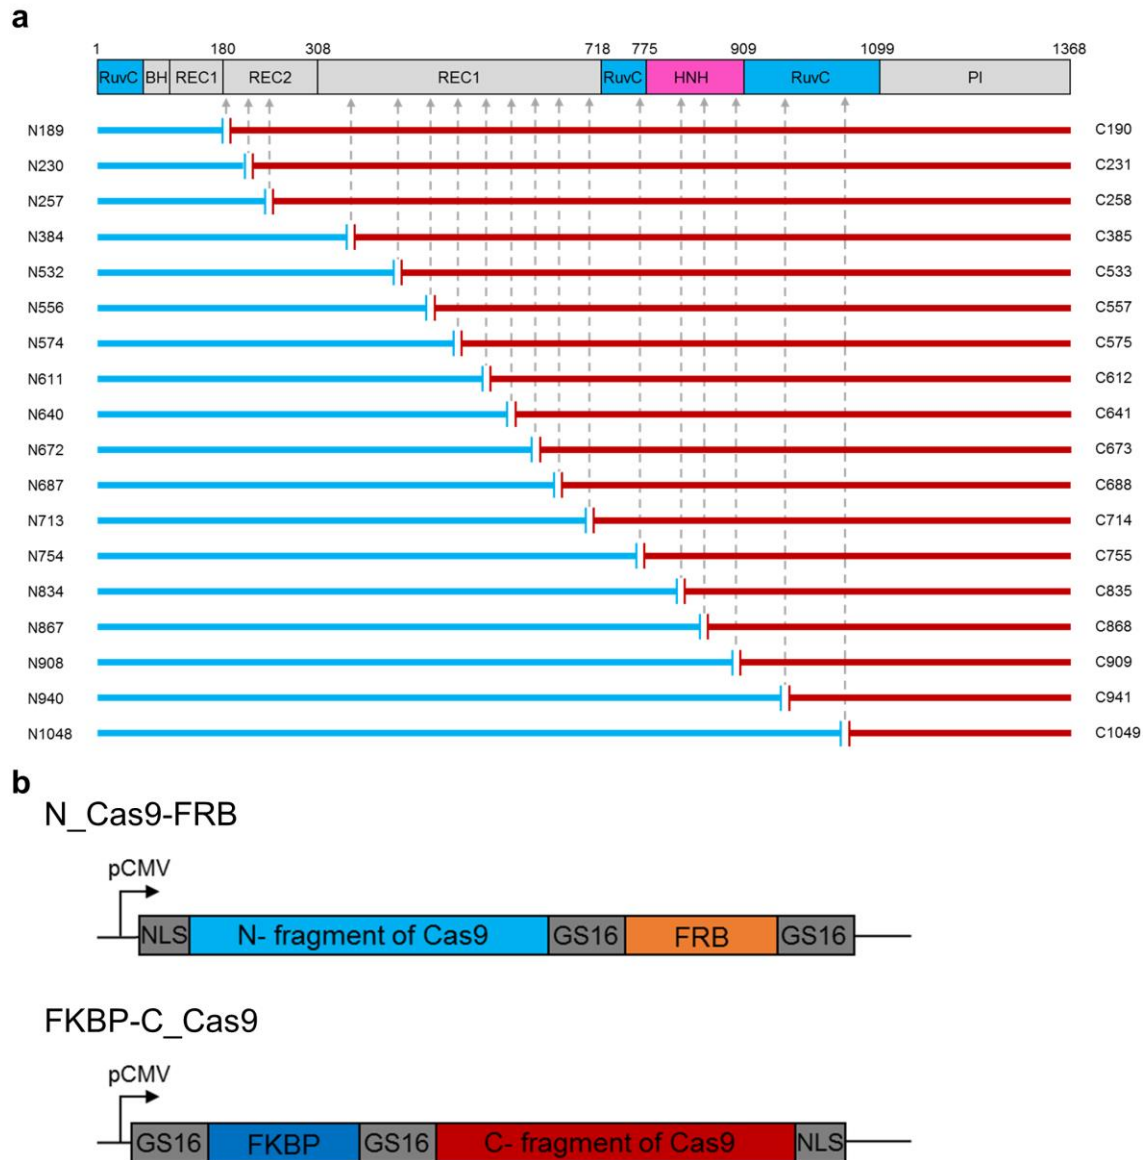 a
1 180 308 718 775 909 1099 1368
RuvC BH REC1 REC2 REC1 RuvC HNH RuvC PI
N189 C190
N230 C231
N257 C258
N384 C385
N532 C533
N556 C557
N574 C575
N611 C612
N640 C641
N672 C673
N687 C688
N713 C714
N754 C755
N834 C835
N867 C868
N908 C909
N940 C941
N1048 C1049
b
N_Cas9-FRB
pCMV
NLS N- fragment of Cas9 GS16 FRB GS16
FKBP-C_Cas9
pCMV
GS16 FKBP GS16 C- fragment of Cas9 NLS